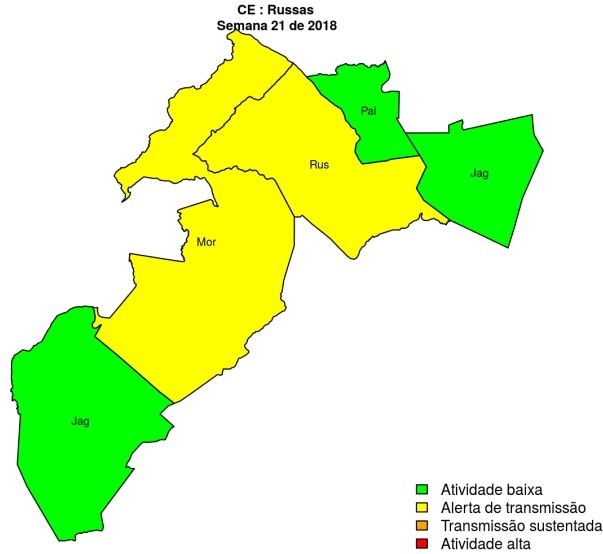 CE : Russas
Semana 21 de 2018
Pal
Rus
Jag
Mor
Jag
Atividade baixa
Alerta de transmissão
Transmissão sustentada
Atividade alta